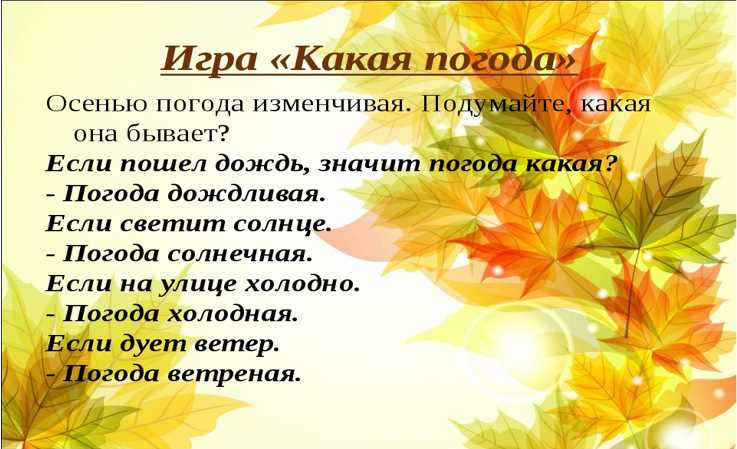 Игра «Какая погода»
Осенью погода изменчивая. Подумайте, какая
она бывает?
Если пошел дождь, значит погода какая?
- Погода дождливая.
Если светит солнце.
- Погода солнечная.
Если на улице холодно.
- Погода холодная.
Если дует ветер.
- Погода ветреная.